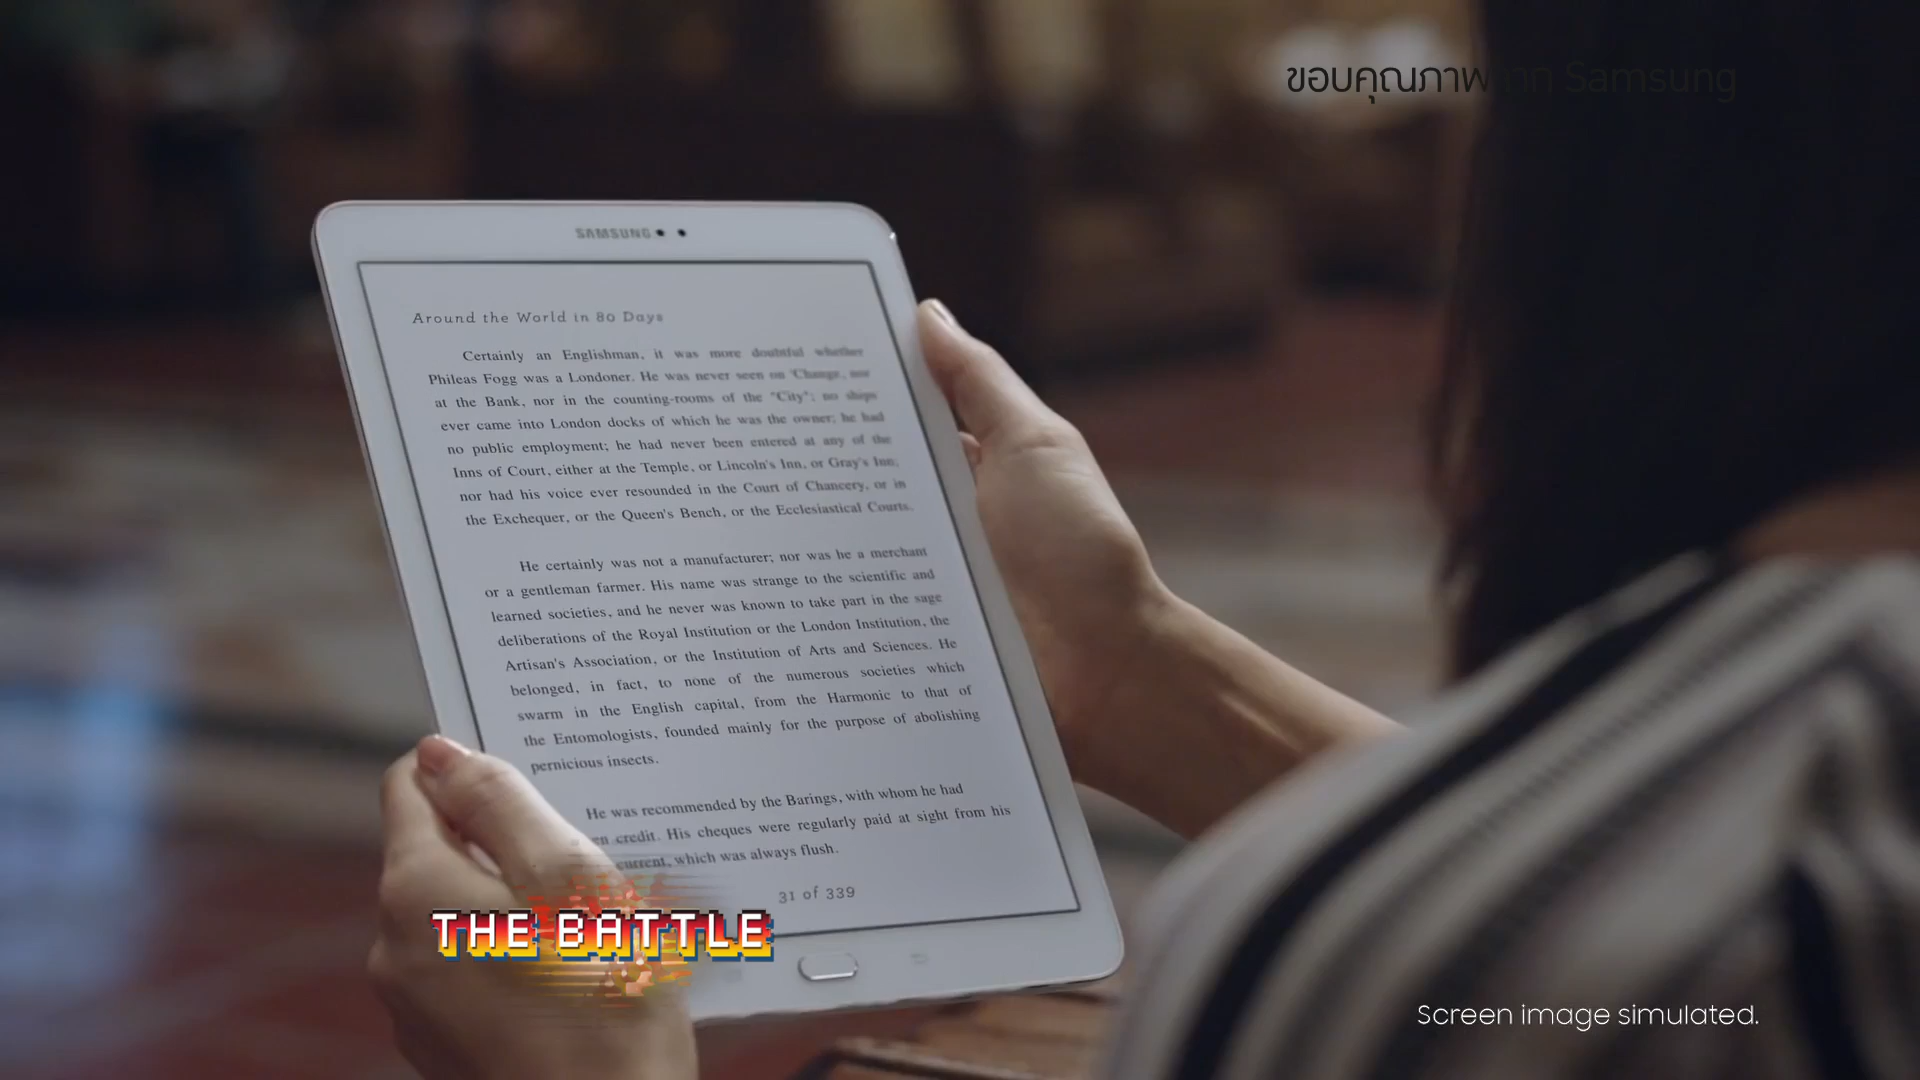 ขอบคุณภาพจาก Samsung
SAMSUNG
Around the World in 80 Days
Certainly an Englishman, it was more doubtful whether
Phileas Fogg was a Londoner. He was never seen on 'Change, nor
at the Bank, nor in the counting-rooms of the "City"; no ships
ever came into London docks of which he was the owner; he had
no public employment; he had never been entered at any of the
Inns of Court, either at the Temple, or Lincoln's Inn, or Gray's Inn;
nor had his voice ever resounded in the Court of Chancery, or in
the Exchequer, or the Queen's Bench, or the Ecclesiastical Courts.
He certainly was not a manufacturer; nor was he a merchant
or a gentleman farmer. His name was strange to the scientific and
learned societies, and he never was known to take part in the sage
deliberations of the Royal Institution or the London Institution, the
Artisan's Association, or the Institution of Arts and Sciences. He
belonged, in fact, to none of the numerous societies which
swarm in the English capital, from the Harmonic to that of
the Entomologists, founded mainly for the purpose of abolishing
pernicious insects.
He was recommended by the Barings, with whom he had
en credit. His cheques were regularly paid at sight from his
current, which was always flush.
31 of 339
THE BATTLE
Screen image simulated.